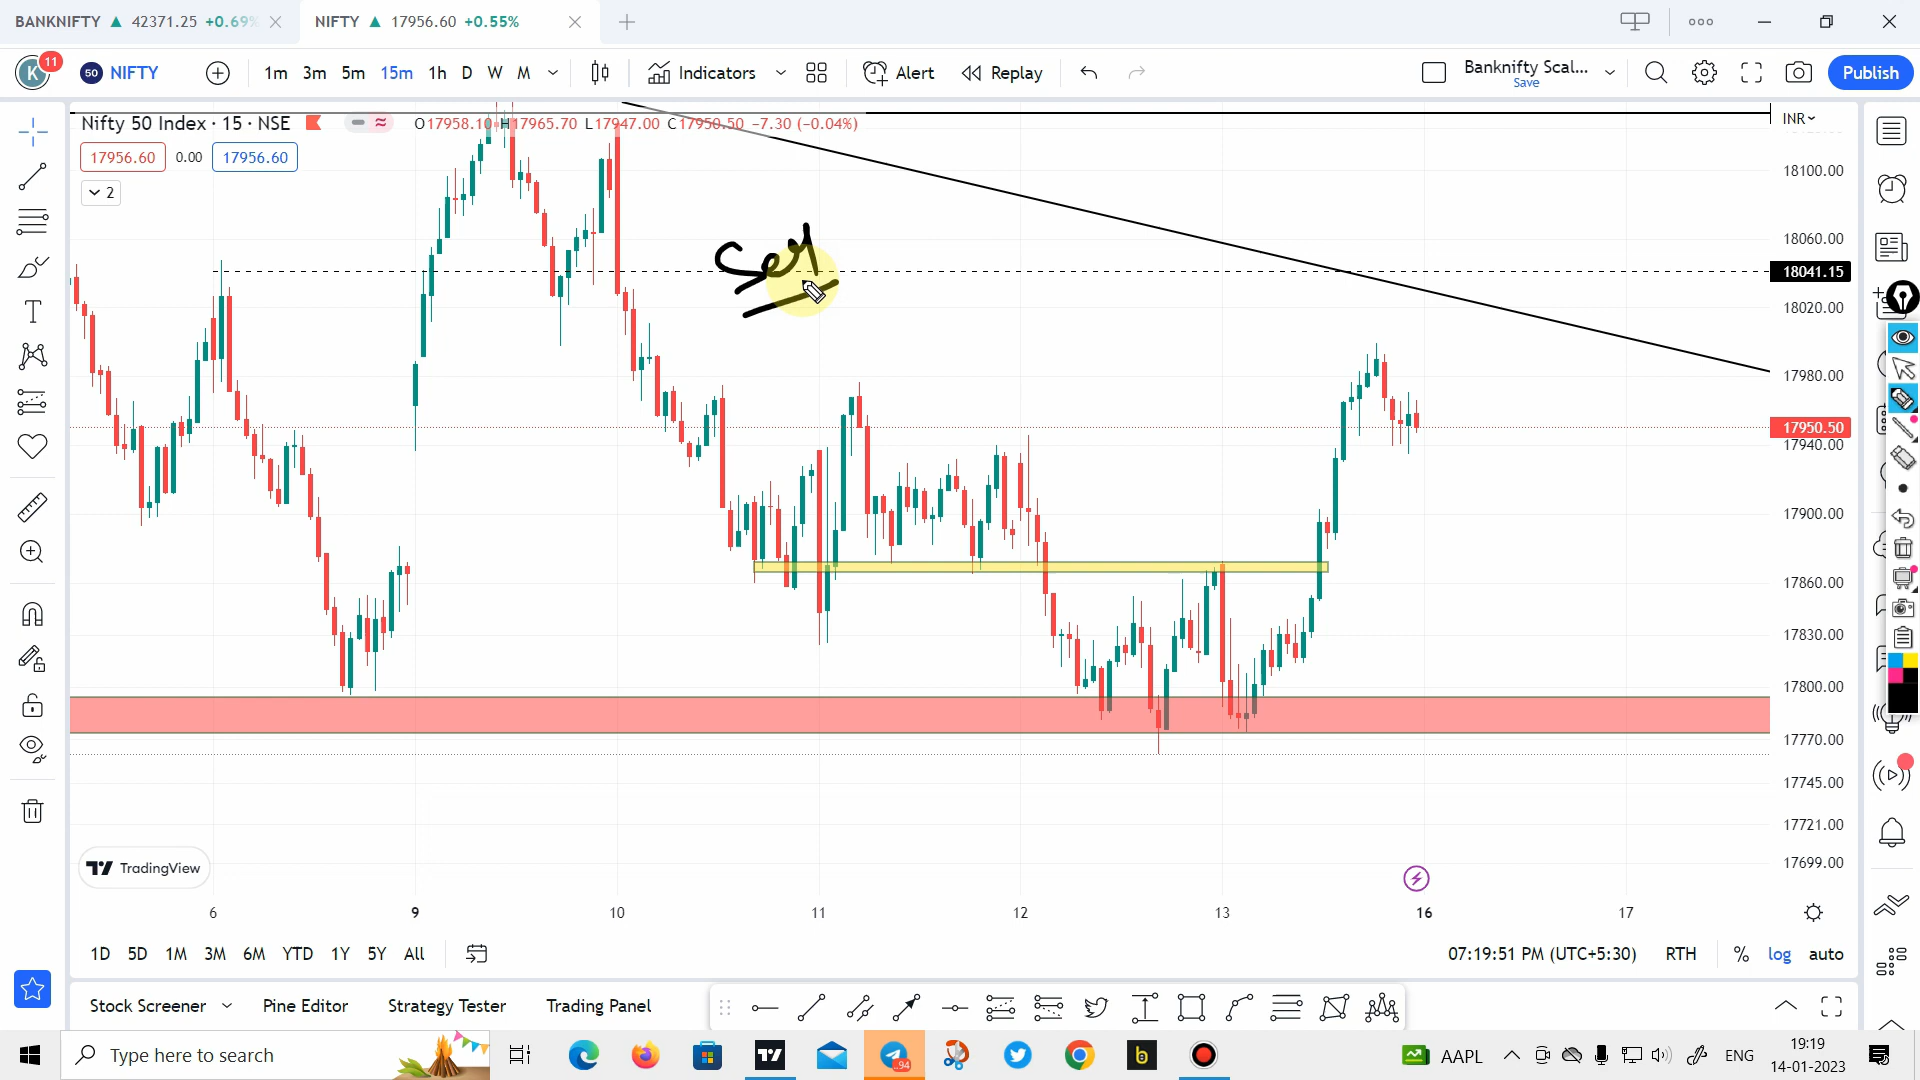 BANKNIFTY ▲ 42371.25 +0.69%
NIFTY ▲ 17956.60 +0.55%
K 11 50 NIFTY 1m 3m 5m 15m 1h D W M Indicators Alert Replay Banknifty Scal... Save Publish
Nifty 50 Index · 15 · NSE O17958.10 H17965.70 L17947.00 C17950.50 −7.30 (−0.04%)
INR
17956.60 0.00 17956.60
2
Sell
18100.00
18060.00
18041.15
18020.00
17980.00
17950.50
17940.00
17900.00
17860.00
17830.00
17800.00
17770.00
17745.00
17721.00
17699.00
TradingView
6 9 10 11 12 13 16 17
1D 5D 1M 3M 6M YTD 1Y 5Y All 07:19:51 PM (UTC+5:30) RTH % log auto
Stock Screener Pine Editor Strategy Tester Trading Panel
Type here to search .94 b AAPL ENG 19:19
14-01-2023